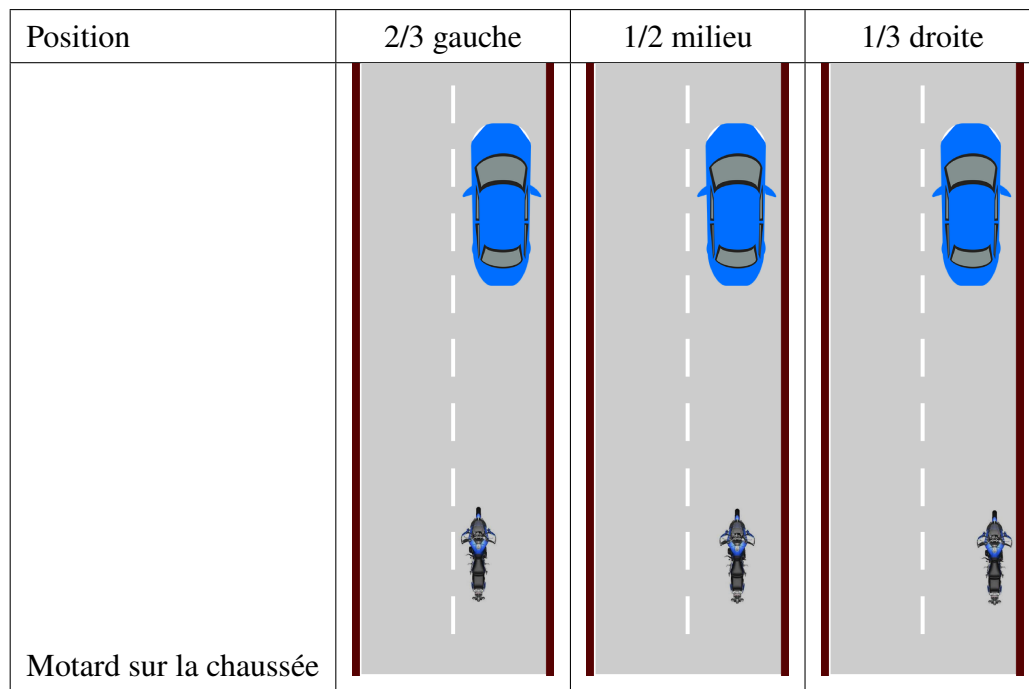 Position 2/3 gauche 1/2 milieu 1/3 droite
Motard sur la chaussée